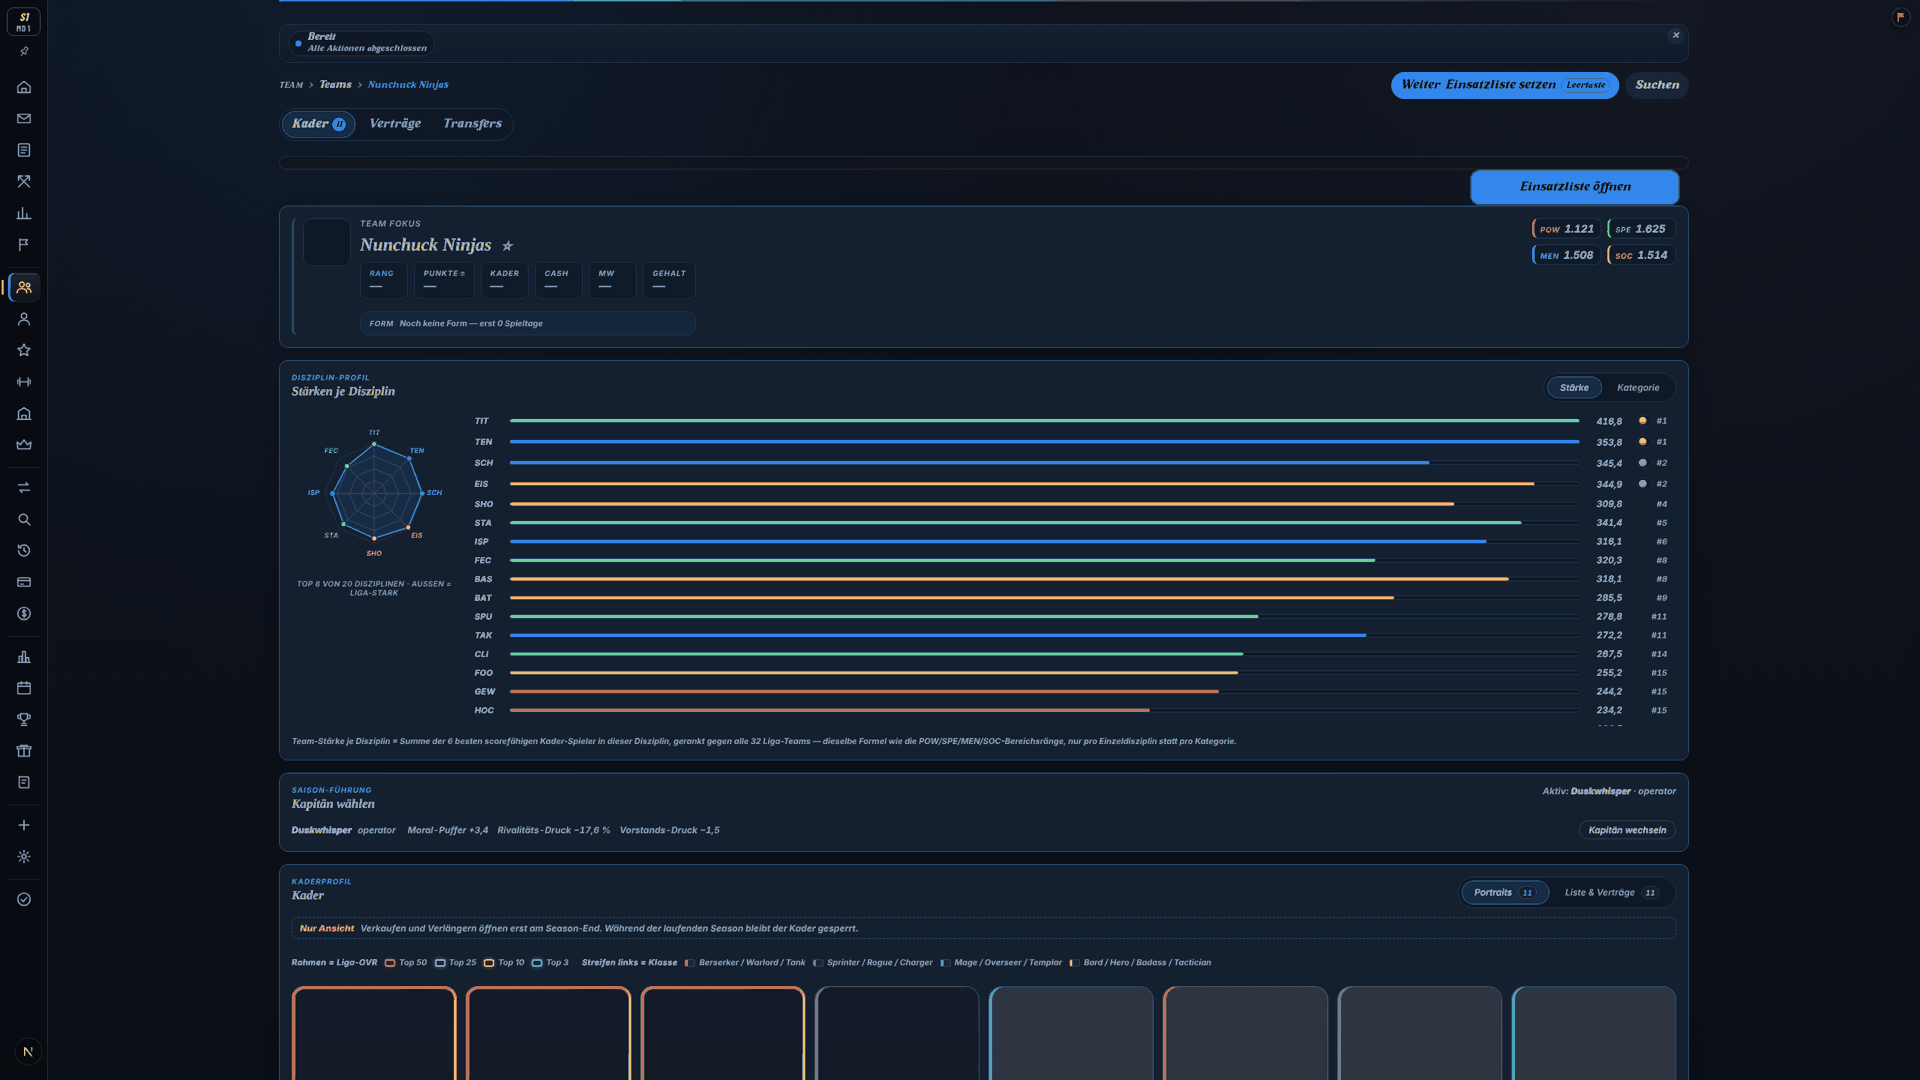 S1
MD1
Bereit
Alle Aktionen abgeschlossen
TEAM > Teams > Nunchuck Ninjas
Weiter Einsatzliste setzen Leertaste
Suchen
Kader 11 Verträge Transfers
Einsatzliste öffnen
TEAM FOKUS
Nunchuck Ninjas
POW 1.121 SPE 1.625
MEN 1.508 SOC 1.514
RANG PUNKTE KADER CASH MW GEHALT
— — — — — —
FORM Noch keine Form — erst 0 Spieltage
DISZIPLIN-PROFIL
Stärken je Disziplin
Stärke Kategorie
TIT
TEN
SCH
EIS
SHO
STA
ISP
FEC
TOP 8 VON 20 DISZIPLINEN · AUSSEN =
LIGA-STARK
TIT 416,8 #1
TEN 353,8 #1
SCH 345,4 #2
EIS 344,9 #2
SHO 309,8 #4
STA 341,4 #5
ISP 316,1 #6
FEC 320,3 #8
BAS 318,1 #8
BAT 285,5 #9
SPU 278,8 #11
TAK 272,2 #11
CLI 267,5 #14
FOO 255,2 #15
GEW 244,2 #15
HOC 234,2 #15
Team-Stärke je Disziplin = Summe der 6 besten scorefähigen Kader-Spieler in dieser Disziplin, gerankt gegen alle 32 Liga-Teams — dieselbe Formel wie die POW/SPE/MEN/SOC-Bereichsränge, nur pro Einzeldisziplin statt pro Kategorie.
SAISON-FÜHRUNG
Kapitän wählen
Aktiv: Duskwhisper · operator
Duskwhisper operator Moral-Puffer +3,4 Rivalitäts-Druck −17,6 % Vorstands-Druck −1,5
Kapitän wechseln
KADERPROFIL
Kader
Portraits 11 Liste & Verträge 11
Nur Ansicht Verkaufen und Verlängern öffnen erst am Season-End. Während der laufenden Season bleibt der Kader gesperrt.
Rahmen = Liga-OVR Top 50 Top 25 Top 10 Top 3 Streifen links = Klasse Berserker / Warlord / Tank Sprinter / Rogue / Charger Mage / Overseer / Templar Bard / Hero / Badass / Tactician
N